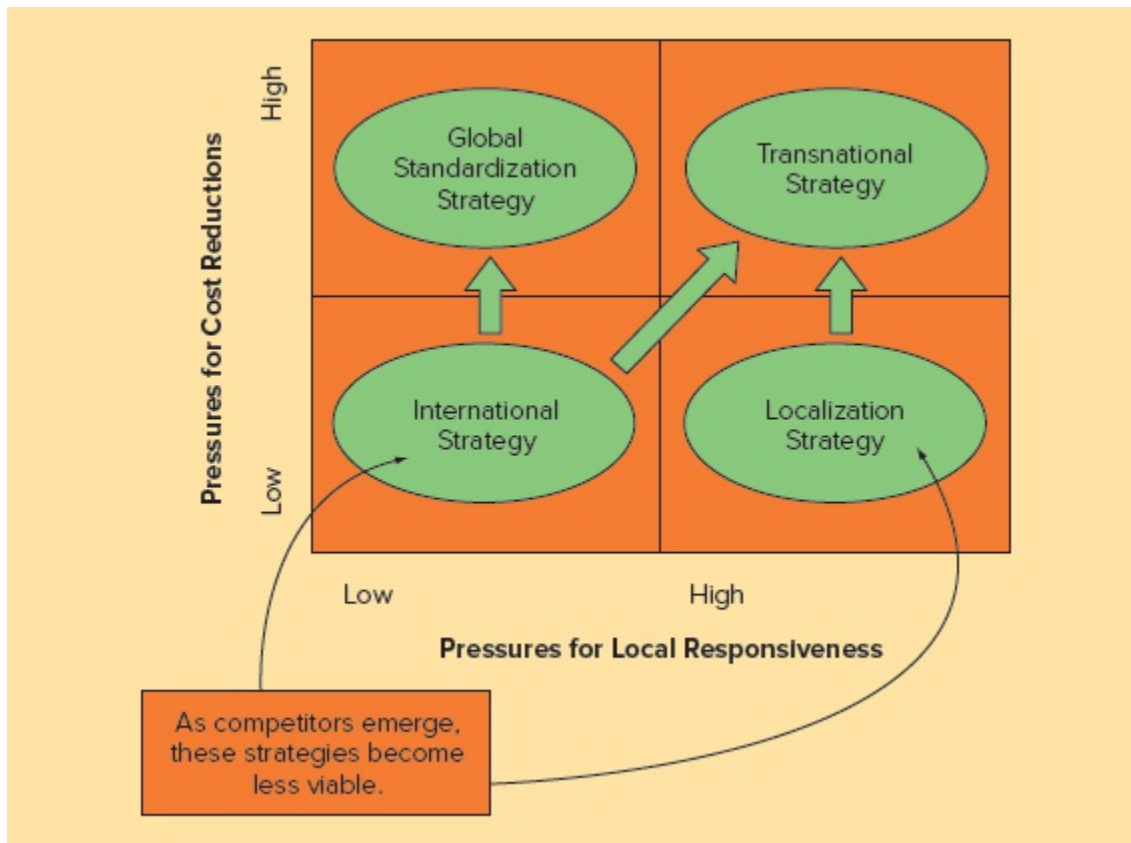 Pressures for Cost Reductions
High
Low
Global
Standardization
Strategy
Transnational
Strategy
International
Strategy
Localization
Strategy
Low
High
Pressures for Local Responsiveness
As competitors emerge,
these strategies become
less viable.